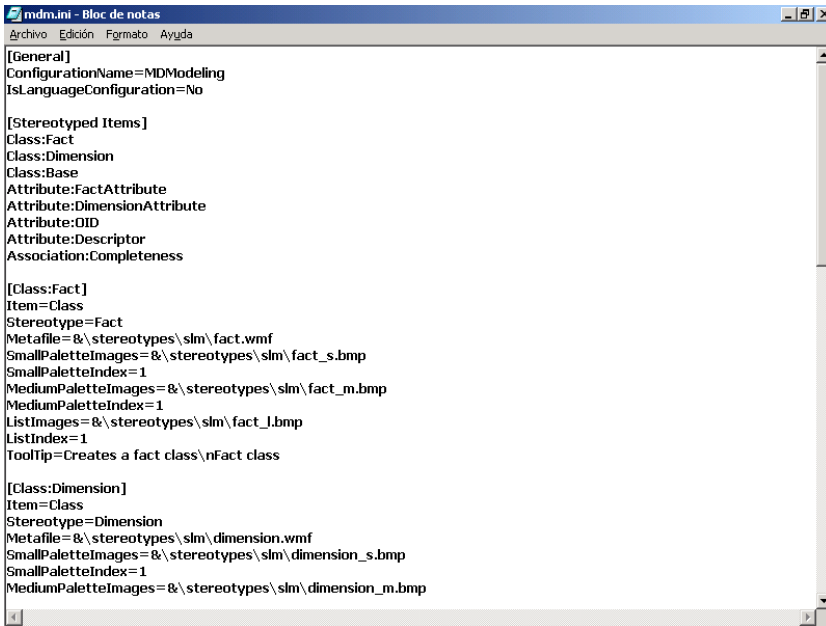 mdm.ini - Bloc de notas
Archivo Edición Formato Ayuda
[General]
ConfigurationName=MDModeling
IsLanguageConfiguration=No
[Stereotyped Items]
Class:Fact
Class:Dimension
Class:Base
Attribute:FactAttribute
Attribute:DimensionAttribute
Attribute:OID
Attribute:Descriptor
Association:Completeness
[Class:Fact]
Item=Class
Stereotype=Fact
Metafile=&\stereotypes\slm\fact.wmf
SmallPaletteImages=&\stereotypes\slm\fact_s.bmp
SmallPaletteIndex=1
MediumPaletteImages=&\stereotypes\slm\fact_m.bmp
MediumPaletteIndex=1
ListImages=&\stereotypes\slm\fact_l.bmp
ListIndex=1
ToolTip=Creates a fact class\nFact class
[Class:Dimension]
Item=Class
Stereotype=Dimension
Metafile=&\stereotypes\slm\dimension.wmf
SmallPaletteImages=&\stereotypes\slm\dimension_s.bmp
SmallPaletteIndex=1
MediumPaletteImages=&\stereotypes\slm\dimension_m.bmp